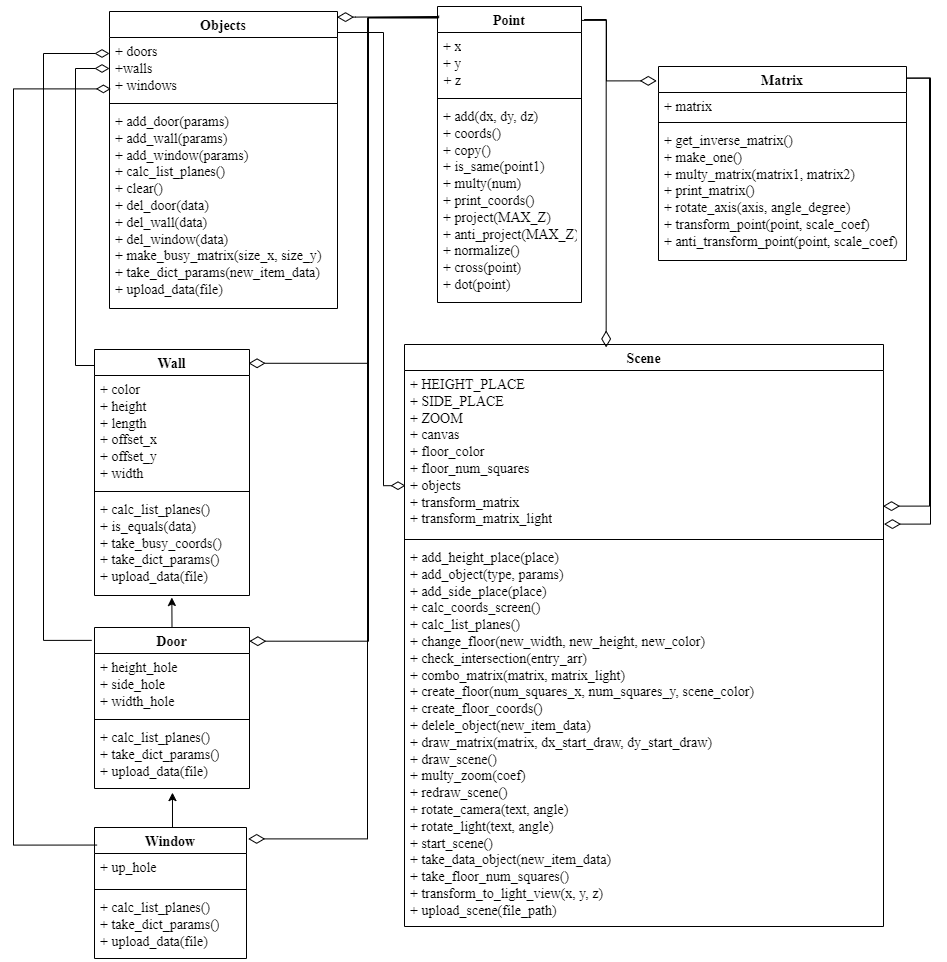 Objects
+ doors
+walls
+ windows
+ add_door(params)
+ add_wall(params)
+ add_window(params)
+ calc_list_planes()
+ clear()
+ del_door(data)
+ del_wall(data)
+ del_window(data)
+ make_busy_matrix(size_x, size_y)
+ take_dict_params(new_item_data)
+ upload_data(file)
Point
+ x
+ y
+ z
+ add(dx, dy, dz)
+ coords()
+ copy()
+ is_same(point1)
+ multy(num)
+ print_coords()
+ project(MAX_Z)
+ anti_project(MAX_Z)
+ normalize()
+ cross(point)
+ dot(point)
Matrix
+ matrix
+ get_inverse_matrix()
+ make_one()
+ multy_matrix(matrix1, matrix2)
+ print_matrix()
+ rotate_axis(axis, angle_degree)
+ transform_point(point, scale_coef)
+ anti_transform_point(point, scale_coef)
Wall
+ color
+ height
+ length
+ offset_x
+ offset_y
+ width
+ calc_list_planes()
+ is_equals(data)
+ take_busy_coords()
+ take_dict_params()
+ upload_data(file)
Door
+ height_hole
+ side_hole
+ width_hole
+ calc_list_planes()
+ take_dict_params()
+ upload_data(file)
Window
+ up_hole
+ calc_list_planes()
+ take_dict_params()
+ upload_data(file)
Scene
+ HEIGHT_PLACE
+ SIDE_PLACE
+ ZOOM
+ canvas
+ floor_color
+ floor_num_squares
+ objects
+ transform_matrix
+ transform_matrix_light
+ add_height_place(place)
+ add_object(type, params)
+ add_side_place(place)
+ calc_coords_screen()
+ calc_list_planes()
+ change_floor(new_width, new_height, new_color)
+ check_intersection(entry_arr)
+ combo_matrix(matrix, matrix_light)
+ create_floor(num_squares_x, num_squares_y, scene_color)
+ create_floor_coords()
+ delele_object(new_item_data)
+ draw_matrix(matrix, dx_start_draw, dy_start_draw)
+ draw_scene()
+ multy_zoom(coef)
+ redraw_scene()
+ rotate_camera(text, angle)
+ rotate_light(text, angle)
+ start_scene()
+ take_data_object(new_item_data)
+ take_floor_num_squares()
+ transform_to_light_view(x, y, z)
+ upload_scene(file_path)